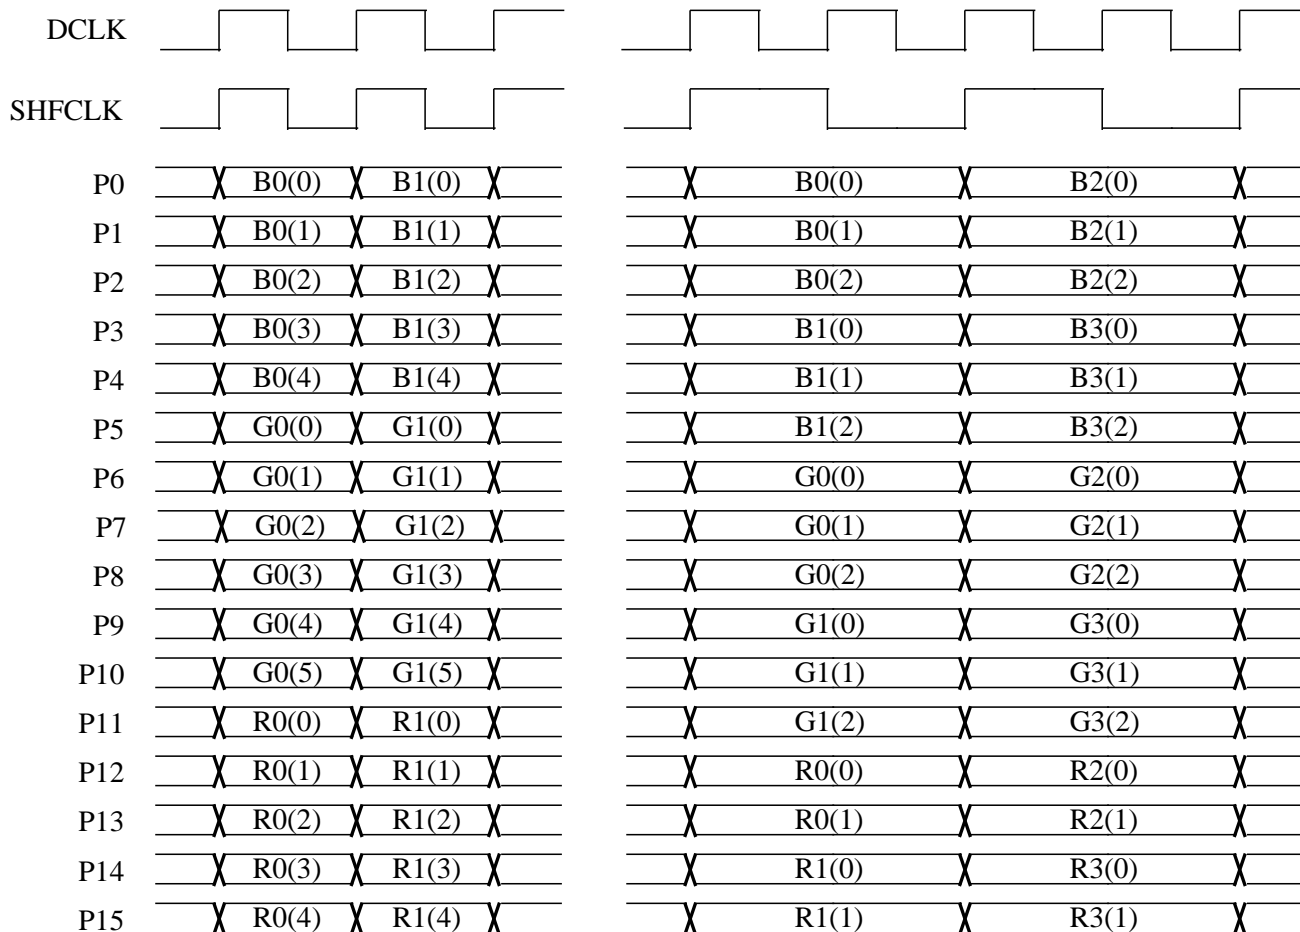 DCLK
SHFCLK
P0 B0(0) B1(0) B0(0) B2(0)
P1 B0(1) B1(1) B0(1) B2(1)
P2 B0(2) B1(2) B0(2) B2(2)
P3 B0(3) B1(3) B1(0) B3(0)
P4 B0(4) B1(4) B1(1) B3(1)
P5 G0(0) G1(0) B1(2) B3(2)
P6 G0(1) G1(1) G0(0) G2(0)
P7 G0(2) G1(2) G0(1) G2(1)
P8 G0(3) G1(3) G0(2) G2(2)
P9 G0(4) G1(4) G1(0) G3(0)
P10 G0(5) G1(5) G1(1) G3(1)
P11 R0(0) R1(0) G1(2) G3(2)
P12 R0(1) R1(1) R0(0) R2(0)
P13 R0(2) R1(2) R0(1) R2(1)
P14 R0(3) R1(3) R1(0) R3(0)
P15 R0(4) R1(4) R1(1) R3(1)